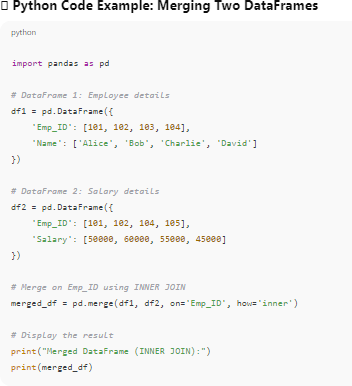 Python Code Example: Merging Two DataFrames
python
import pandas as pd
# DataFrame 1: Employee details
df1 = pd.DataFrame({
    'Emp_ID': [101, 102, 103, 104],
    'Name': ['Alice', 'Bob', 'Charlie', 'David']
})
# DataFrame 2: Salary details
df2 = pd.DataFrame({
    'Emp_ID': [101, 102, 104, 105],
    'Salary': [50000, 60000, 55000, 45000]
})
# Merge on Emp_ID using INNER JOIN
merged_df = pd.merge(df1, df2, on='Emp_ID', how='inner')
# Display the result
print("Merged DataFrame (INNER JOIN):")
print(merged_df)